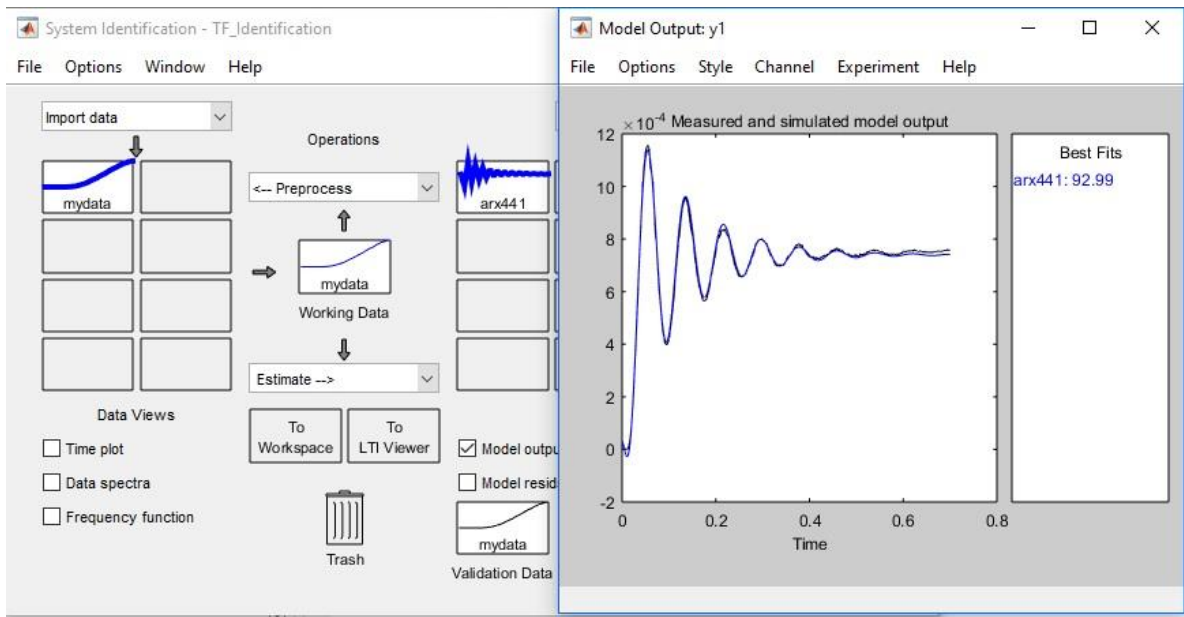 System Identification - TF_Identification
File Options Window Help
Import data
mydata
Operations
<-- Preprocess
mydata
Working Data
Estimate -->
To
Workspace
To
LTI Viewer
Data Views
Time plot
Data spectra
Frequency function
Trash
arx441
Model outpu
Model resid
mydata
Validation Data
Model Output: y1
File Options Style Channel Experiment Help
×10-4 Measured and simulated model output
12
10
8
6
4
2
0
-2
0 0.2 0.4 0.6 0.8
Time
Best Fits
arx441: 92.99